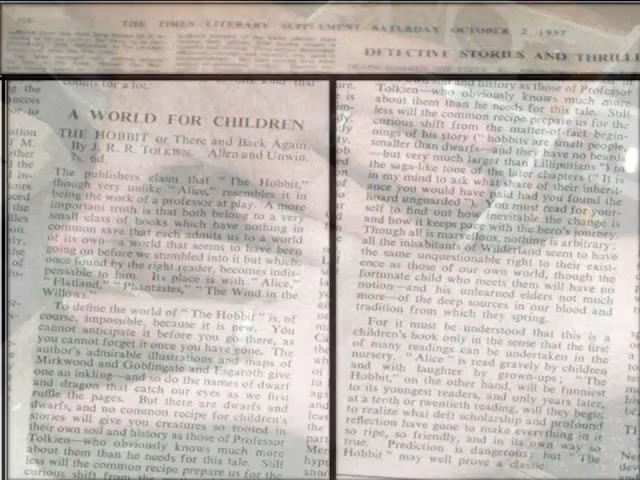 THE TIMES LITERARY SUPPLEMENT SATURDAY OCTOBER 2 1937
DETECTIVE STORIES AND
A WORLD FOR CHILDREN
THE HOBBIT or There and Back Again.
By J. R. R. TOLKIEN. Allen and Unwin.
7s. 6d.
The publishers claim that "The Hobbit,"
though very unlike "Alice," resembles it in
being the work of a professor at play. A more
important truth is that both belong to a very
small class of books which have nothing in
common save that each admits us to a world
of its own—a world that seems to have been
going on before we stumbled into it but which,
once found by the right reader, becomes indis-
pensable to him. Its place is with "Alice,"
"Flatland," "Phantastes," "The Wind in the
Willows."
To define the world of "The Hobbit" is, of
course, impossible, because it is new. You
cannot anticipate it before you go there, as
you cannot forget it once you have gone. The
author's admirable illustrations and maps of
Mirkwood and Goblingate and Esgaroth give
one an inkling—and so do the names of dwarf
and dragon that catch our eyes as we first
ruffle the pages. But there are dwarfs and
dwarfs, and no common recipe for children's
stories will give you creatures so rooted in
their own soil and history as those of Professor
Tolkien—who obviously knows much more
about them than he needs for this tale. Still
less will the common recipe prepare us for the
curious shift from the
own soil and history as those of Professor
Tolkien—who obviously knows much more
about them than he needs for this tale. Still
less will the common recipe prepare us for the
curious shift from the matter-of-fact begin-
nings of his story ("hobbits are small people,
smaller than dwarfs—and they have no beards
—but very much larger than Lilliputians") to
the saga-like tone of the later chapters ("It is
in my mind to ask what share of their inherit-
ance you would have paid had you found the
hoard unguarded"). You must read for your-
self to find out how inevitable the change is
and how it keeps pace with the hero's journey.
Though all is marvellous, nothing is arbitrary:
all the inhabitants of Wilderland seem to have
the same unquestionable right to their exist-
ence as those of our own world, though the
fortunate child who meets them will have no
notion—and his unlearned elders not much
more—of the deep sources in our blood and
tradition from which they spring.
For it must be understood that this is a
children's book only in the sense that the first
of many readings can be undertaken in the
nursery. "Alice" is read gravely by children
and with laughter by grown-ups; "The
Hobbit," on the other hand, will be funniest
to its youngest readers, and only years later,
at a tenth or twentieth reading, will they begin
to realize what deft scholarship and profound
reflection have gone to make everything in it
so ripe, so friendly, and in its own way so
true. Prediction is dangerous: but "The
Hobbit" may well prove a classic.